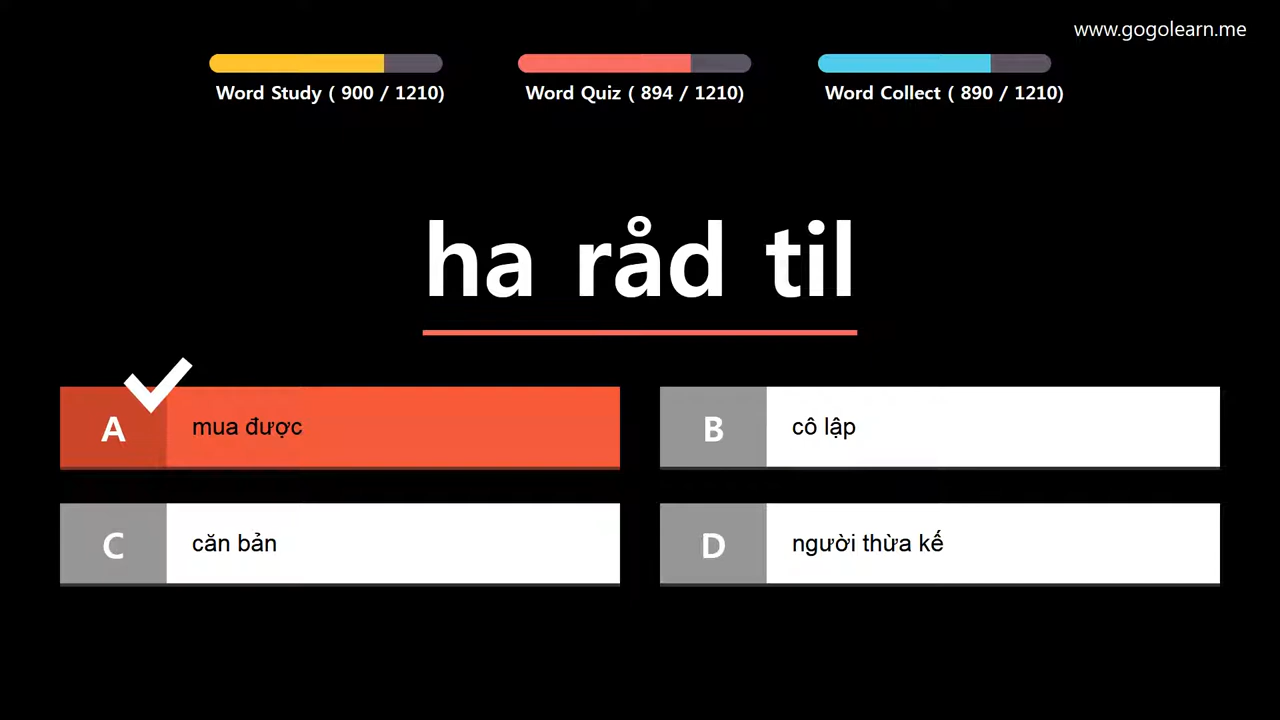 www.gogolearn.me
Word Study ( 900 / 1210)
Word Quiz ( 894 / 1210)
Word Collect ( 890 / 1210)
ha råd til
A mua được
B cô lập
C căn bản
D người thừa kế